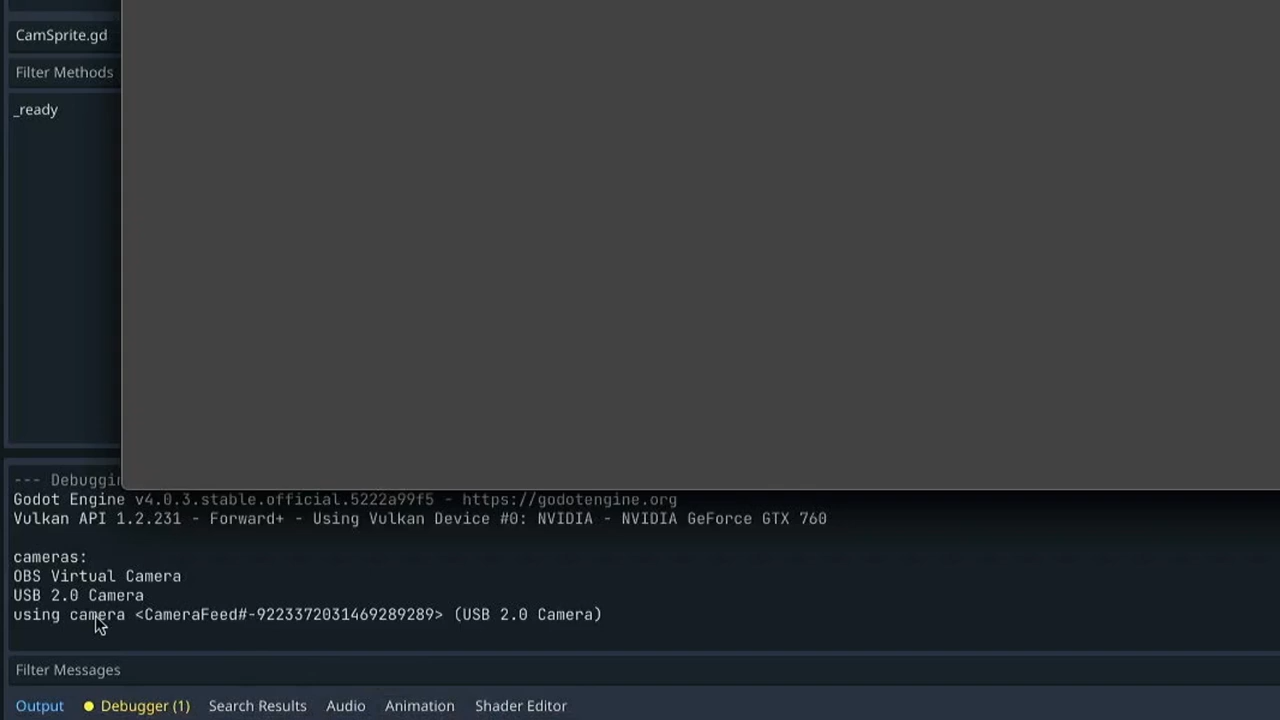 CamSprite.gd
Filter Methods
_ready
--- Debuggin
Godot Engine v4.0.3.stable.official.5222a99f5 - https://godotengine.org
Vulkan API 1.2.231 - Forward+ - Using Vulkan Device #0: NVIDIA - NVIDIA GeForce GTX 760
cameras:
OBS Virtual Camera
USB 2.0 Camera
using camera <CameraFeed#-9223372031469289289> (USB 2.0 Camera)
Filter Messages
Output Debugger (1) Search Results Audio Animation Shader Editor